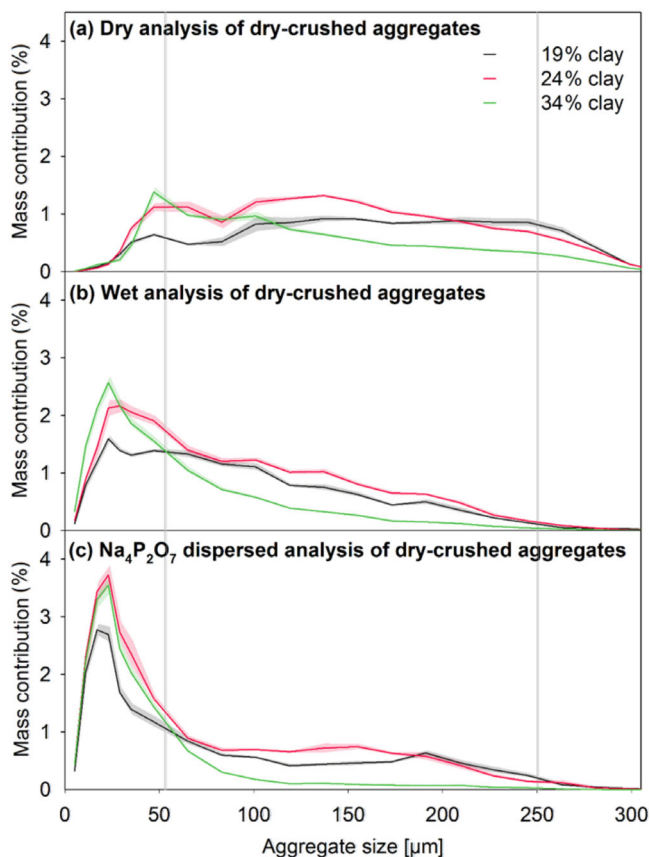 (a) Dry analysis of dry-crushed aggregates
19% clay
24% clay
34% clay
Mass contribution (%)
4
3
2
1
0
(b) Wet analysis of dry-crushed aggregates
Mass contribution (%)
4
3
2
1
0
(c) Na₄P₂O₇ dispersed analysis of dry-crushed aggregates
Mass contribution (%)
4
3
2
1
0
0 50 100 150 200 250 300
Aggregate size [µm]